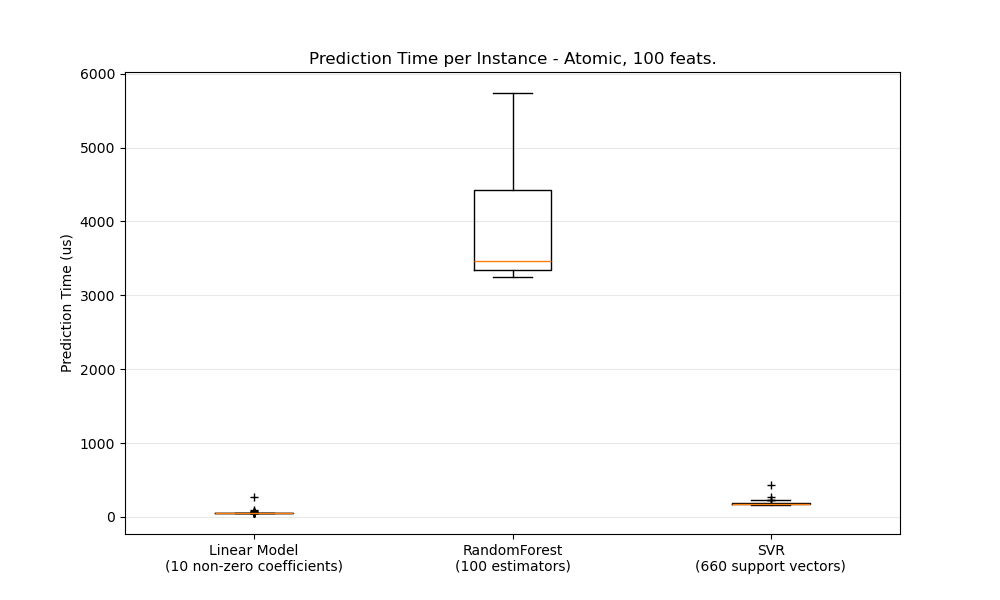 Prediction Time per Instance - Atomic, 100 feats.
6000
5000
4000
3000
2000
1000
0
Prediction Time (us)
Linear Model
(10 non-zero coefficients)
RandomForest
(100 estimators)
SVR
(660 support vectors)